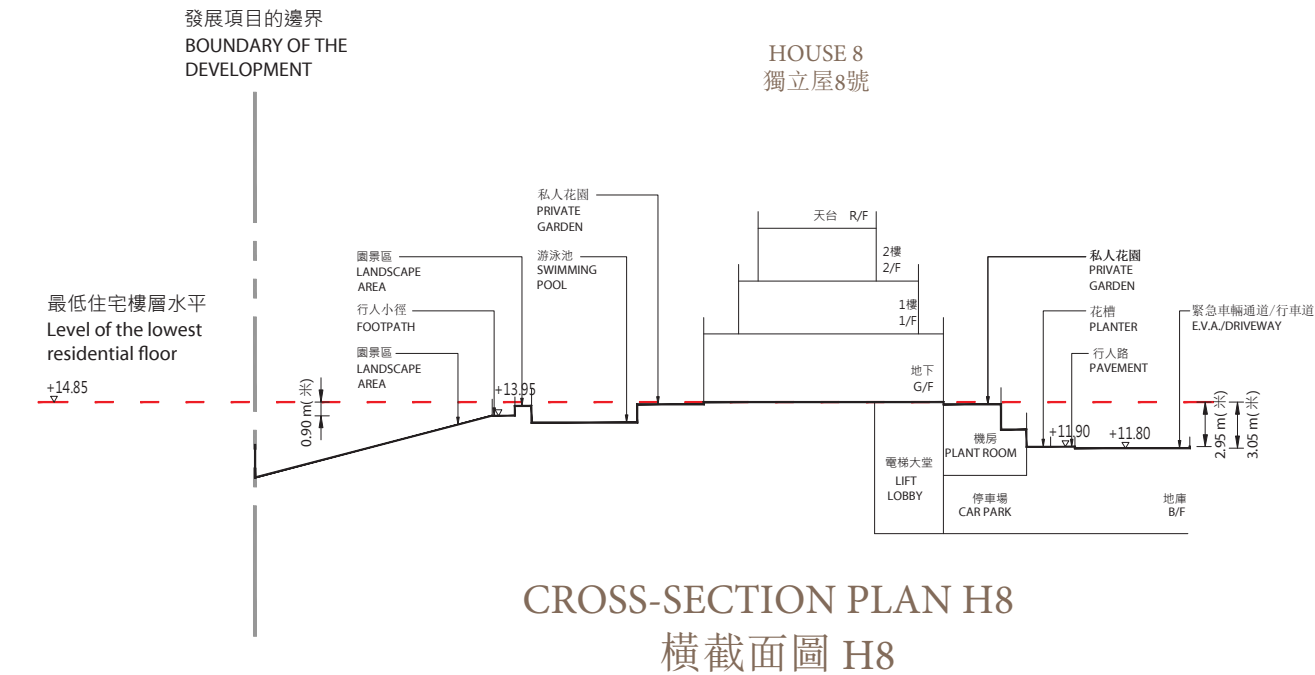 發展項目的邊界
BOUNDARY OF THE
DEVELOPMENT
HOUSE 8
獨立屋8號
私人花園
PRIVATE
GARDEN
天台 R/F
園景區
LANDSCAPE
AREA
游泳池
SWIMMING
POOL
2樓
2/F
私人花園
PRIVATE
GARDEN
最低住宅樓層水平
Level of the lowest
residential floor
行人小徑
FOOTPATH
1樓
1/F
花槽
PLANTER
緊急車輛通道/行車道
E.V.A./DRIVEWAY
園景區
LANDSCAPE
AREA
行人路
PAVEMENT
地下
G/F
+14.85
0.90 m( 米)
+13.95
+11.90
+11.80
2.95 m( 米)
3.05 m( 米)
機房
PLANT ROOM
電梯大堂
LIFT
LOBBY
停車場
CAR PARK
地庫
B/F
CROSS-SECTION PLAN H8
橫截面圖 H8